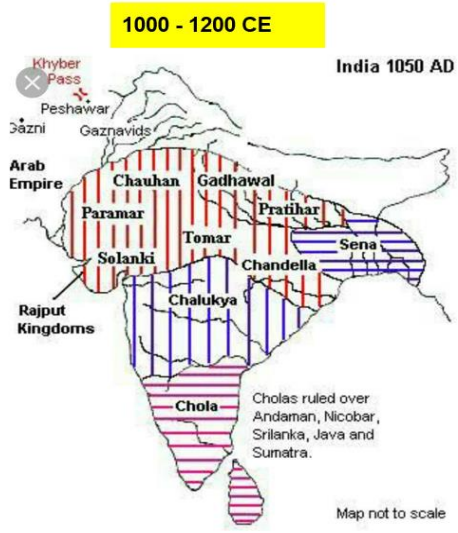 1000 - 1200 CE
India 1050 AD
Khyber
Pass
Peshawar
Gazni
Gaznavids
Arab
Empire
Chauhan
Gadhawal
Paramar
Pratihar
Tomar
Sena
Solanki
Chandella
Rajput
Kingdoms
Chalukya
Chola
Cholas ruled over
Andaman, Nicobar,
Srilanka, Java and
Sumatra.
Map not to scale